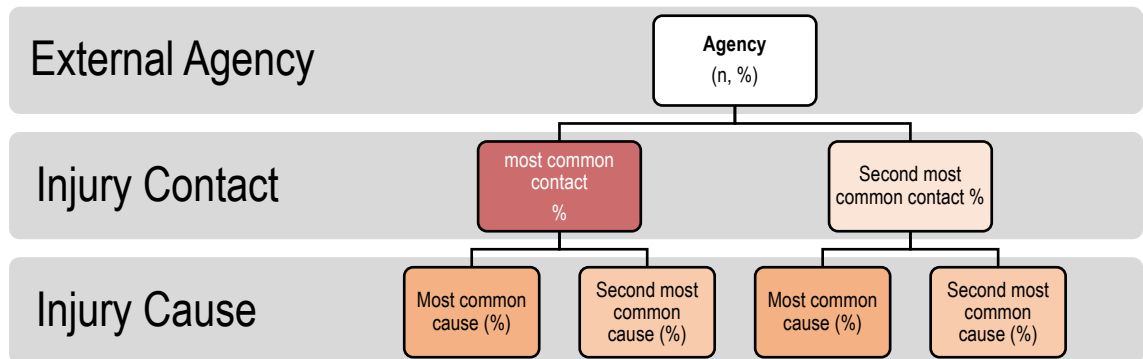 External Agency
Agency
(n, %)
Injury Contact
most common
contact
%
Second most
common contact %
Injury Cause
Most common
cause (%)
Second most
common
cause (%)
Most common
cause (%)
Second most
common
cause (%)